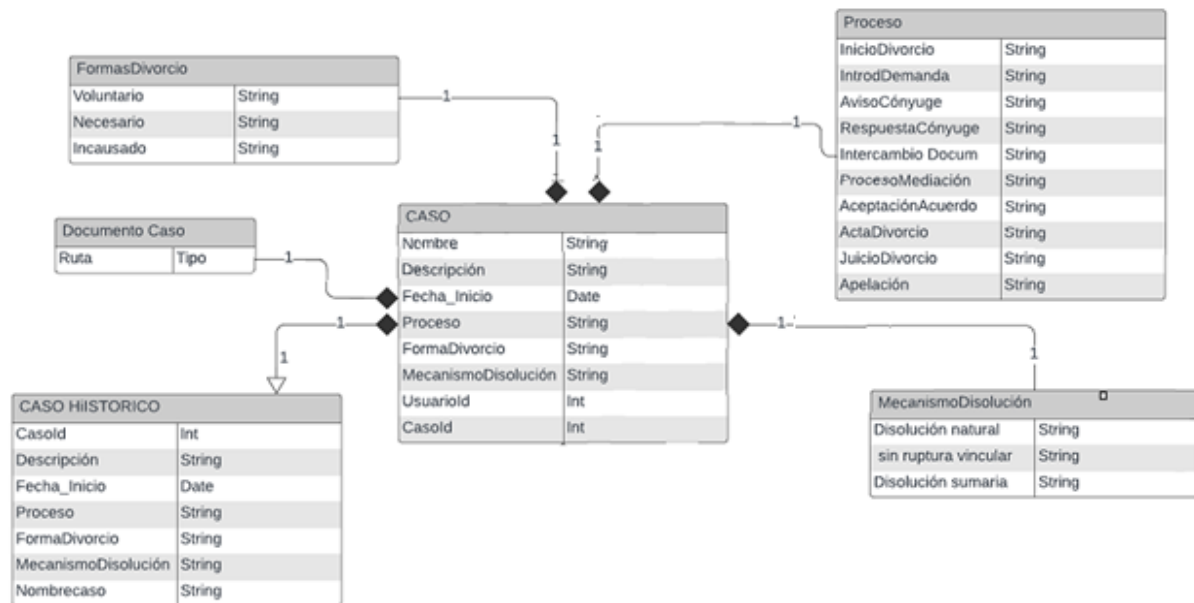 Proceso
InicioDivorcio String
IntrodDemanda String
AvisoCónyuge String
RespuestaCónyuge String
Intercambio Docum String
ProcesoMediación String
AceptaciónAcuerdo String
ActaDivorcio String
JuicioDivorcio String
Apelación String
FormasDivorcio
Voluntario String
Necesario String
Incausado String
1
1
1
1
Documento Caso
Ruta Tipo
1
CASO
Nombre String
Descripción String
Fecha_Inicio Date
Proceso String
FormaDivorcio String
MecanismoDisolución String
UsuarioId Int
CasoId Int
1
1
1
1
CASO HiISTORICO
CasoId Int
Descripción String
Fecha_Inicio Date
Proceso String
FormaDivorcio String
MecanismoDisolución String
Nombrecaso String
MecanismoDisolución
Disolución natural String
sin ruptura vincular String
Disolución sumaria String